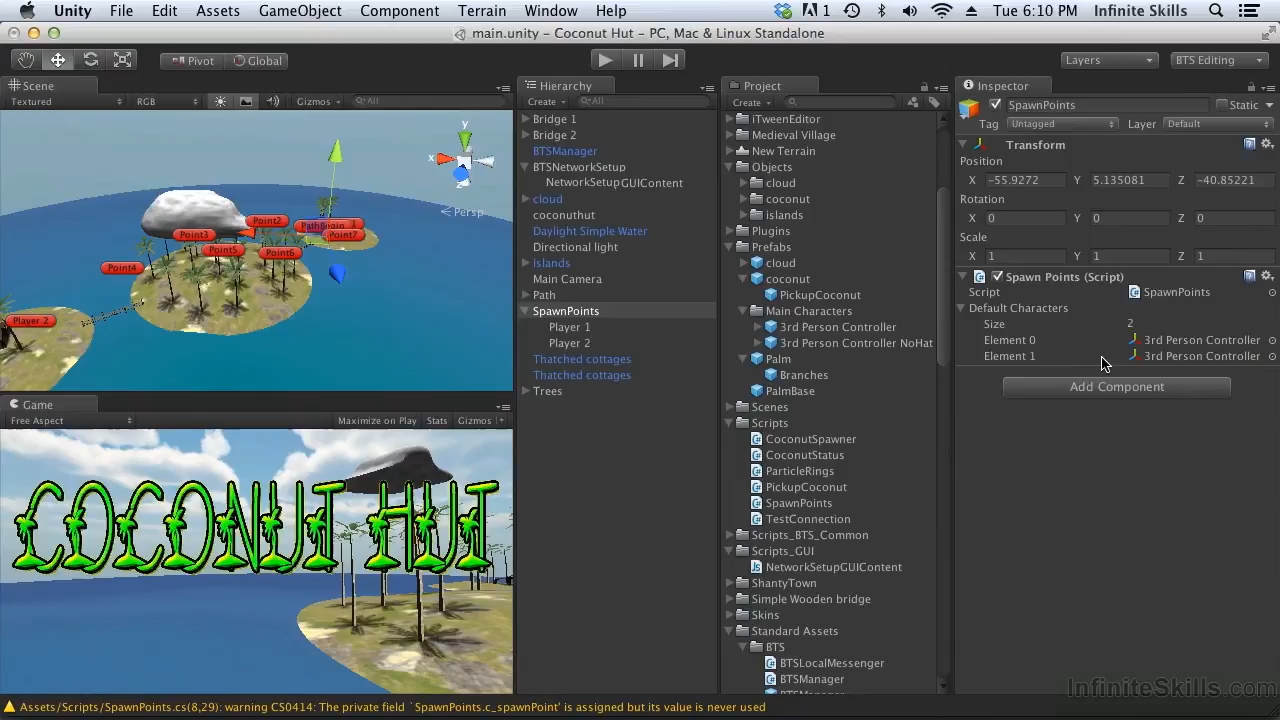 Unity File Edit Assets GameObject Component Terrain Window Help 1 Tue 6:10 PM Infinite Skills
main.unity - Coconut Hut - PC, Mac & Linux Standalone
Pivot Global Layers BTS Editing
Scene
Textured RGB Gizmos All
y
x
z
Persp
Point2
Point3
Point7
Point5
Point6
Point4
Player 2
Game
Free Aspect Maximize on Play Stats Gizmos
COCONUT HUT
Hierarchy
Create All
Bridge 1
Bridge 2
BTSManager
BTSNetworkSetup
NetworkSetupGUIContent
cloud
coconuthut
Daylight Simple Water
Directional light
islands
Main Camera
Path
SpawnPoints
Player 1
Player 2
Thatched cottages
Thatched cottages
Trees
Project
Create
iTweenEditor
Medieval Village
New Terrain
Objects
cloud
coconut
islands
Plugins
Prefabs
cloud
coconut
PickupCoconut
Main Characters
3rd Person Controller
3rd Person Controller NoHat
Palm
Branches
PalmBase
Scenes
Scripts
CoconutSpawner
CoconutStatus
ParticleRings
PickupCoconut
SpawnPoints
TestConnection
Scripts_BTS_Common
Scripts_GUI
NetworkSetupGUIContent
ShantyTown
Simple Wooden bridge
Skins
Standard Assets
BTS
BTSLocalMessenger
BTSManager
Inspector
SpawnPoints Static
Tag Untagged Layer Default
Transform
Position
X -55.9272 Y 5.135081 Z -40.85221
Rotation
X 0 Y 0 Z 0
Scale
X 1 Y 1 Z 1
Spawn Points (Script)
Script SpawnPoints
Default Characters
Size 2
Element 0 3rd Person Controller
Element 1 3rd Person Controller
Add Component
InfiniteSkills.com
Assets/Scripts/SpawnPoints.cs(8,29): warning CS0414: The private field `SpawnPoints.c_spawnPoint' is assigned but its value is never used